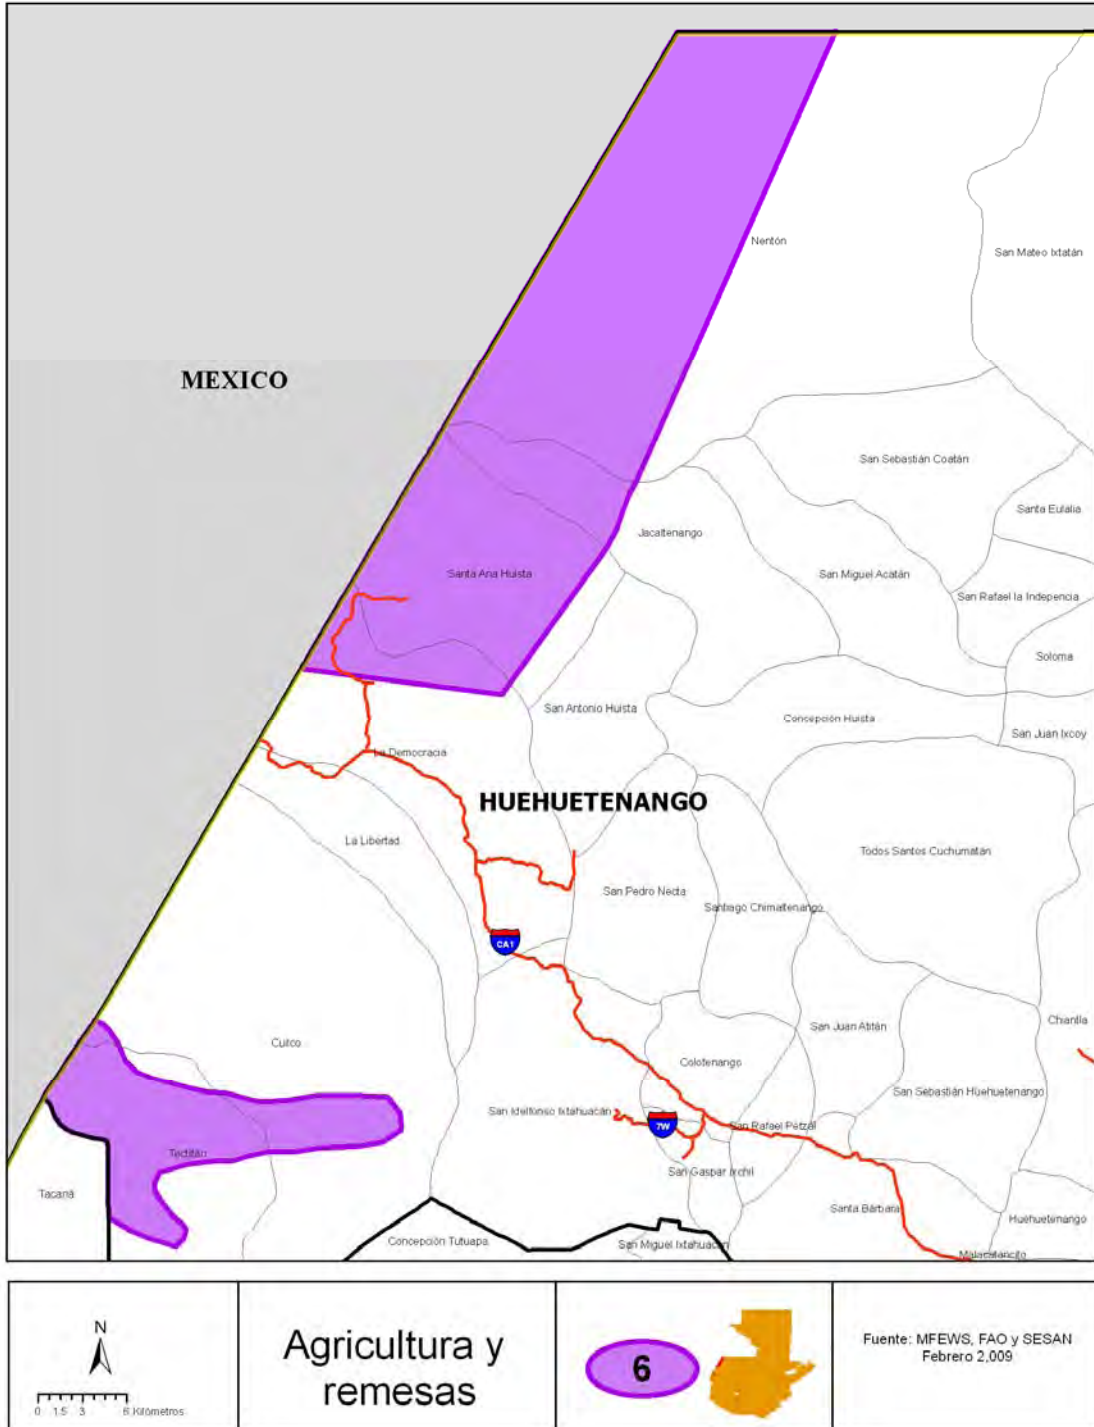 Nentón
San Mateo Ixtatán
MEXICO
San Sebastián Coatán
Santa Eulalia
Jacaltenango
Santa Ana Huista
San Miguel Acatán
San Rafael la Indepencia
Soloma
San Antonio Huista
Concepción Huista
San Juan Ixcoy
La Democracia
HUEHUETENANGO
La Libertad
Todos Santos Cuchumatán
San Pedro Necta
Santiago Chimaltenango
CA1
Cuilco
San Juan Atitán
Chiantla
Colotenango
San Sebastián Huehuetenango
San Idelfonso Ixtahuacán
7W
San Rafael Petzal
Tectitán
San Gaspar Ixchil
Tacaná
Santa Bárbara
Huehuetenango
Concepción Tutuapa
San Miguel Ixtahuacán
Malacatancito
N
0 1.5 3 6 Kilómetros
Agricultura y
remesas
6
Fuente: MFEWS, FAO y SESAN
Febrero 2,009